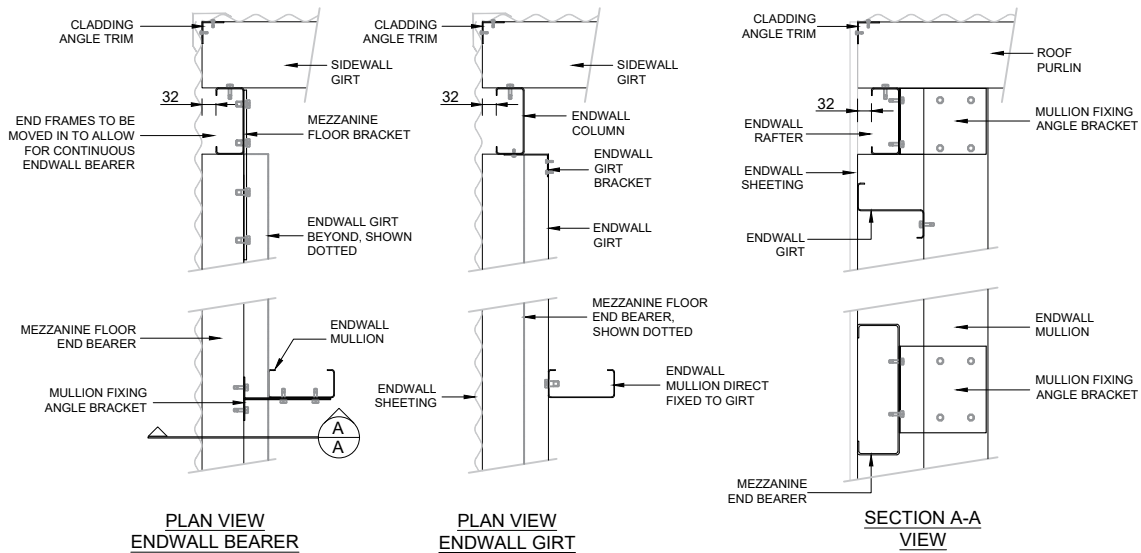 CLADDING
ANGLE TRIM
SIDEWALL
GIRT
32
END FRAMES TO BE
MOVED IN TO ALLOW
FOR CONTINUOUS
ENDWALL BEARER
MEZZANINE
FLOOR BRACKET
ENDWALL GIRT
BEYOND, SHOWN
DOTTED
MEZZANINE FLOOR
END BEARER
ENDWALL
MULLION
MULLION FIXING
ANGLE BRACKET
A
A
PLAN VIEW
ENDWALL BEARER
CLADDING
ANGLE TRIM
SIDEWALL
GIRT
32
ENDWALL
COLUMN
ENDWALL
GIRT
BRACKET
ENDWALL
GIRT
MEZZANINE FLOOR
END BEARER,
SHOWN DOTTED
ENDWALL
SHEETING
ENDWALL
MULLION DIRECT
FIXED TO GIRT
PLAN VIEW
ENDWALL GIRT
CLADDING
ANGLE TRIM
ROOF
PURLIN
32
ENDWALL
RAFTER
MULLION FIXING
ANGLE BRACKET
ENDWALL
SHEETING
ENDWALL
GIRT
ENDWALL
MULLION
MULLION FIXING
ANGLE BRACKET
MEZZANINE
END BEARER
SECTION A-A
VIEW